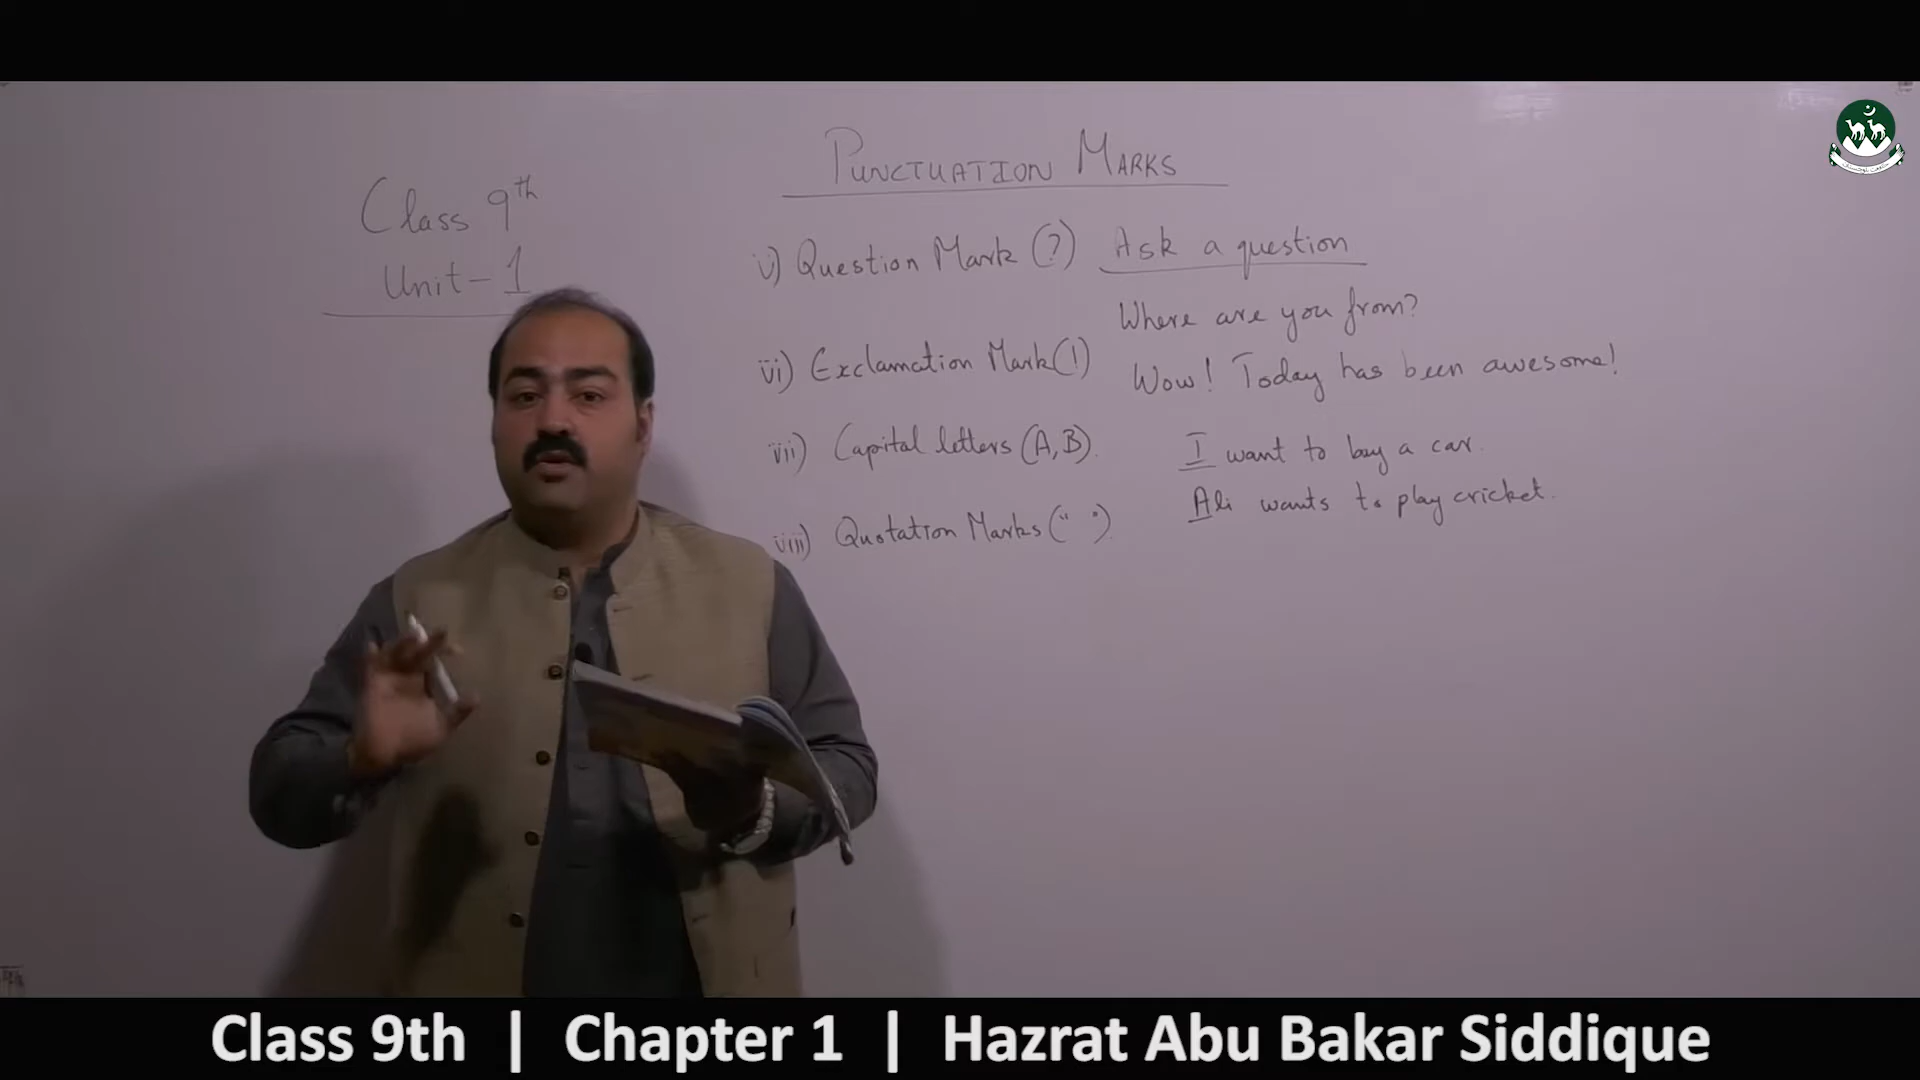 Class 9th
Unit-1
PUNCTUATION MARKS
v) Question Mark (?) Ask a question
Where are you from?
vi) Exclamation Mark (!)
Wow! Today has been awesome!
vii) Capital letters (A, B).
I want to buy a car.
Ali wants to play cricket.
viii) Quotation Marks (“ ”).
Class 9th | Chapter 1 | Hazrat Abu Bakar Siddique